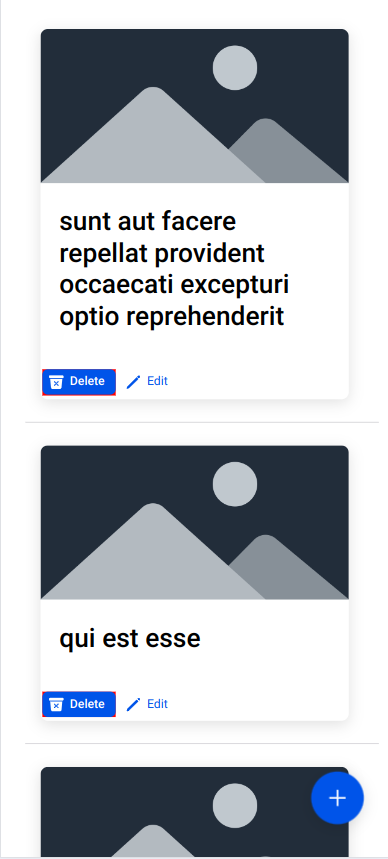 sunt aut facere
repellat provident
occaecati excepturi
optio reprehenderit
Delete Edit
qui est esse
Delete Edit